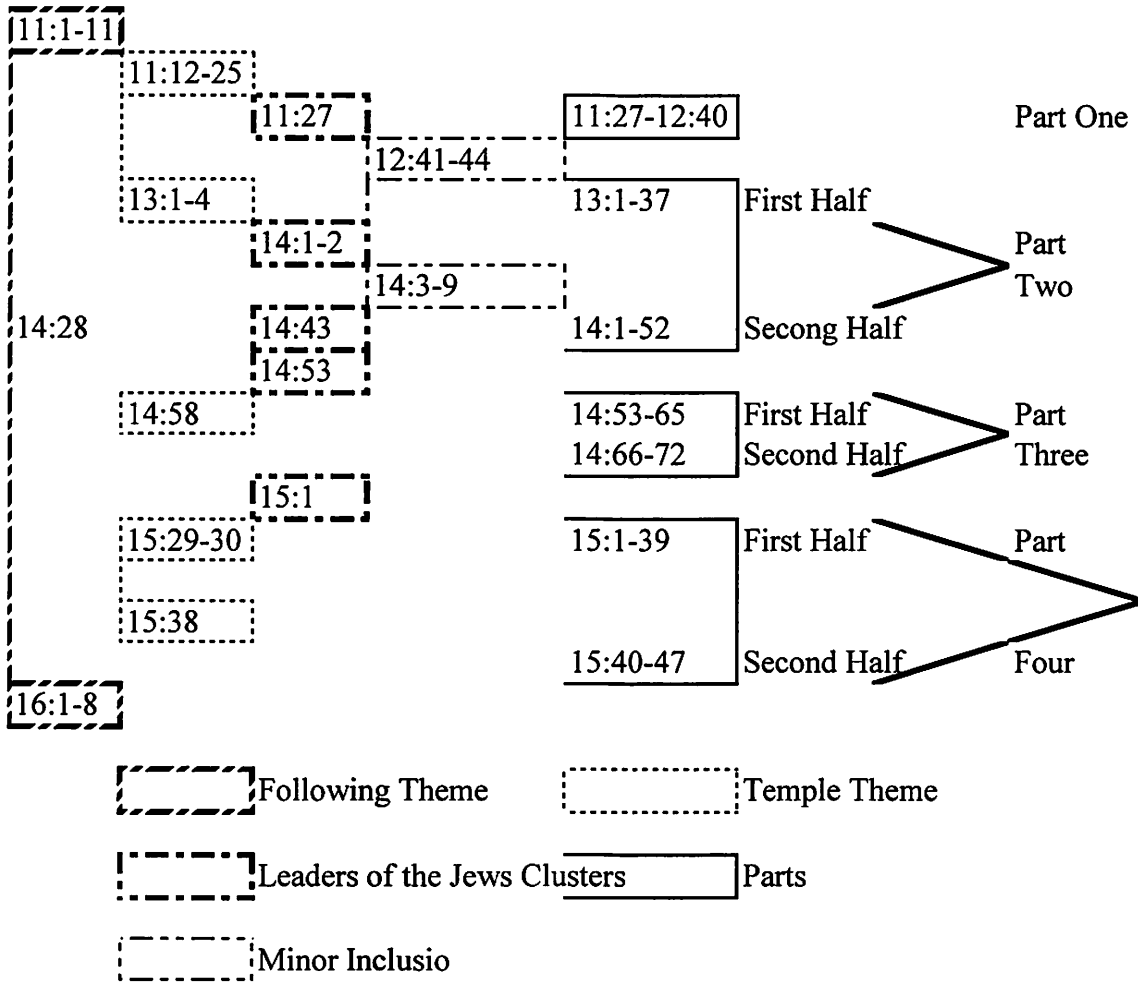 11:1-11
11:12-25
11:27 11:27-12:40 Part One
12:41-44
13:1-4 13:1-37 First Half
14:1-2 Part
14:3-9 Two
14:28 14:43 14:1-52 Secong Half
14:53
14:58 14:53-65 First Half Part
14:66-72 Second Half Three
15:1
15:29-30 15:1-39 First Half Part
15:38
15:40-47 Second Half Four
16:1-8
Following Theme Temple Theme
Leaders of the Jews Clusters Parts
Minor Inclusio